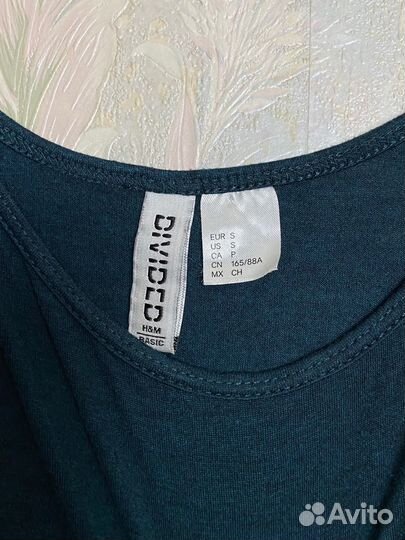 DIVIDED
H&M
BASIC
EUR S
US S
CA P
CN 165/88A
MX CH
Avito